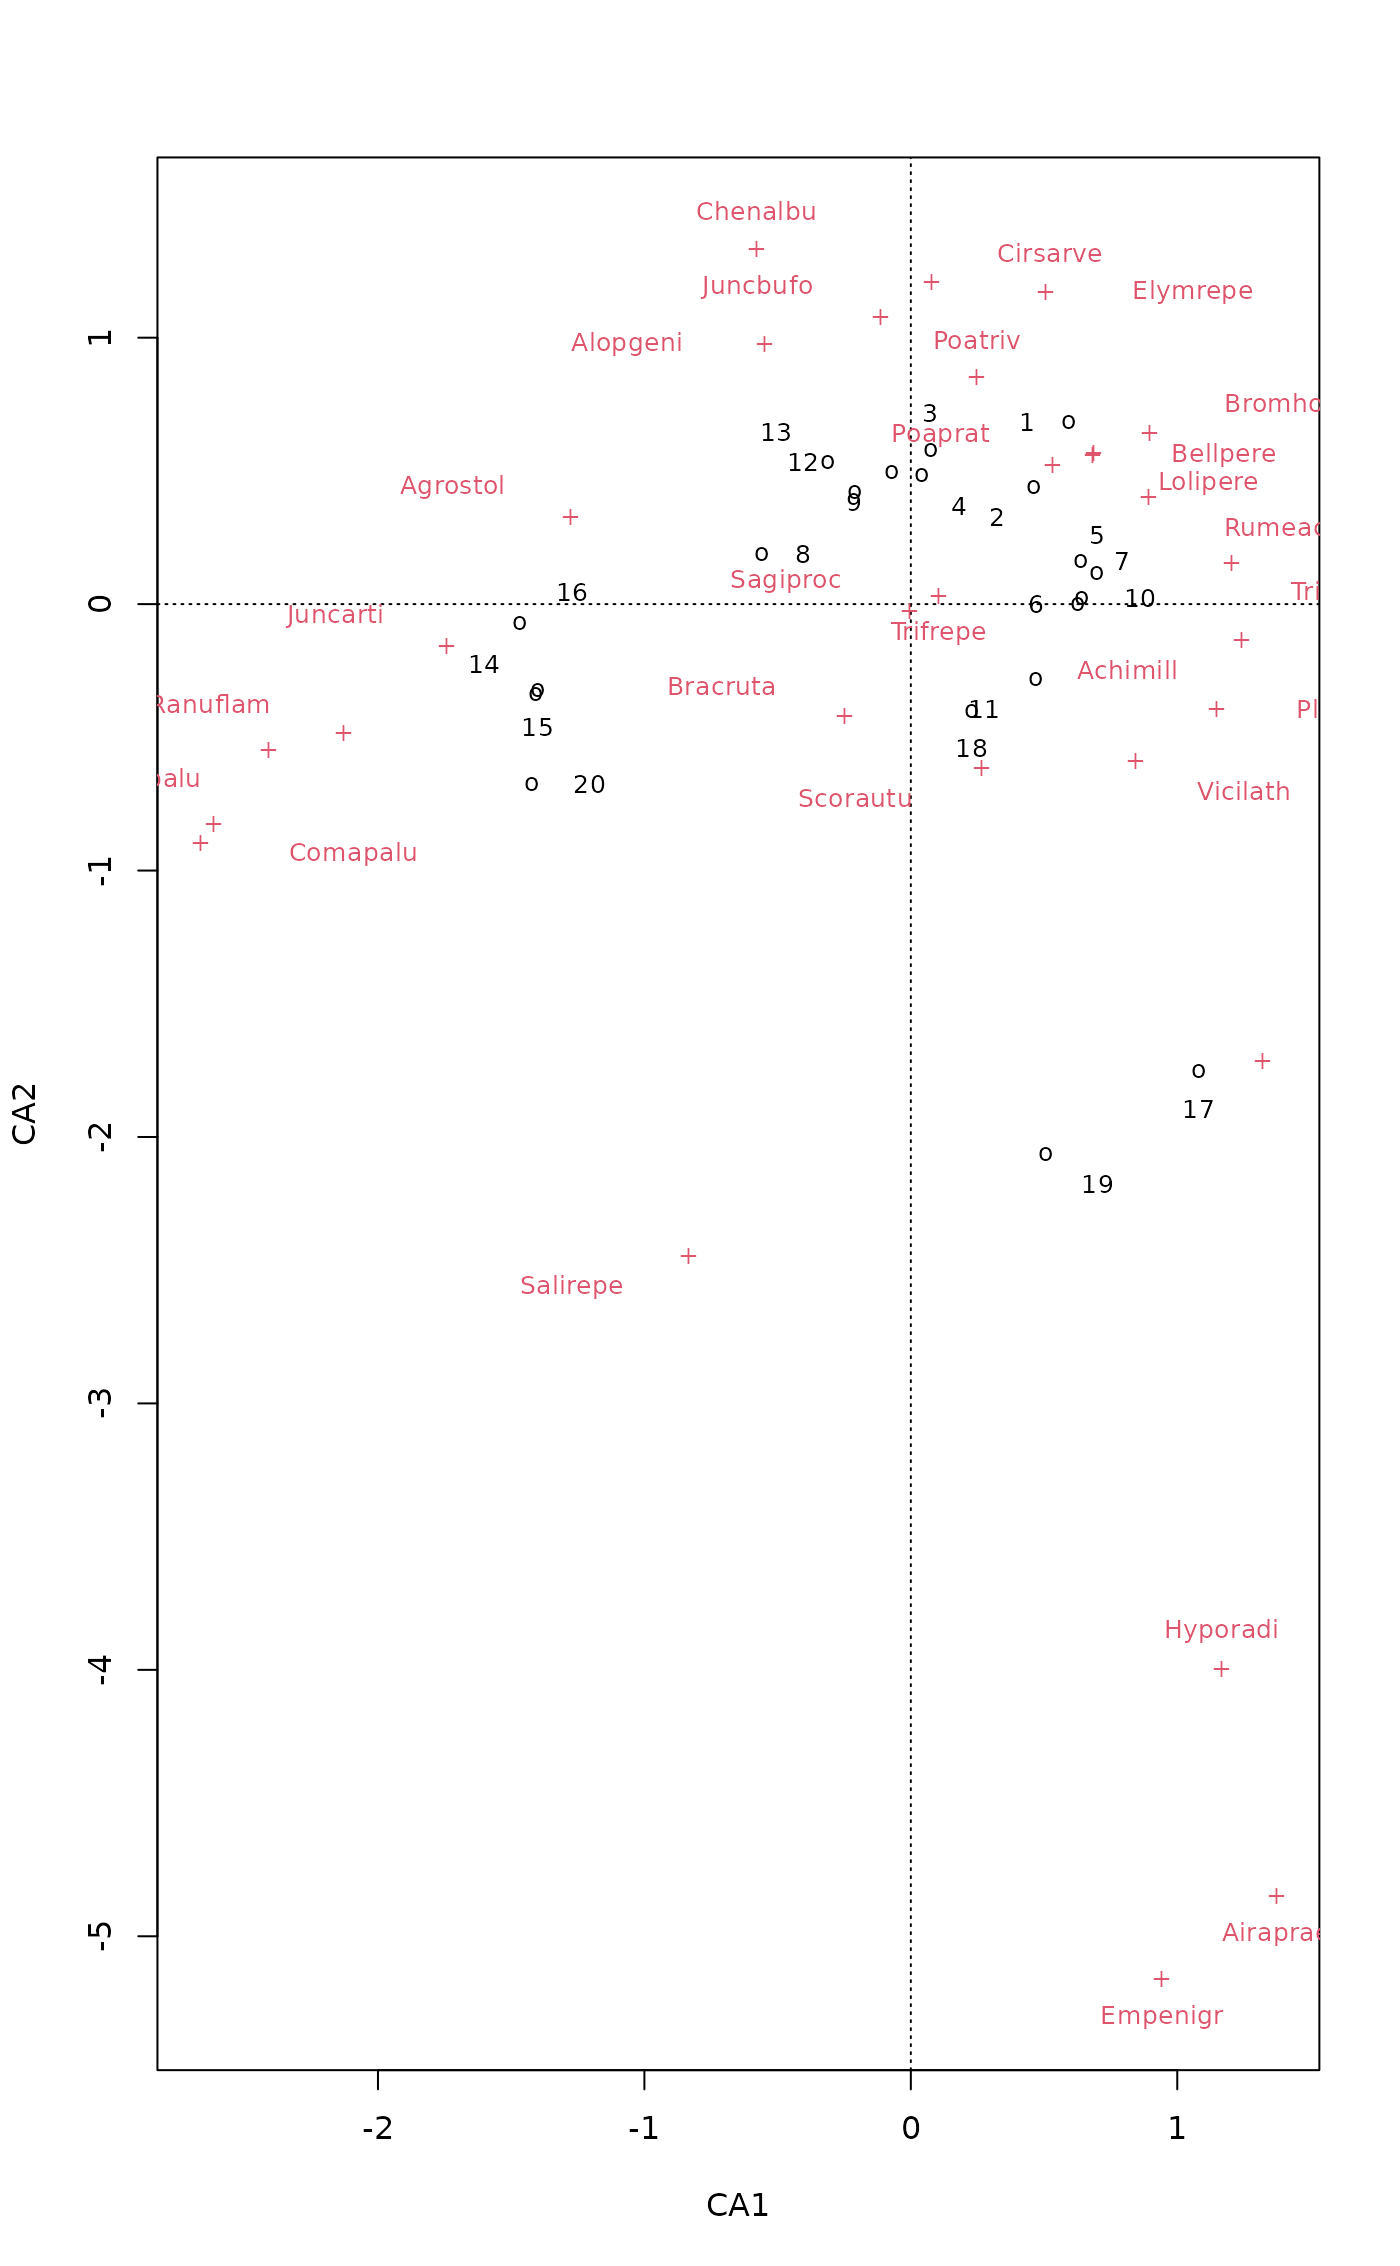 Chenalbu
Cirsarve
Juncbufo
Elymrepe
1
Poatriv
Alopgeni
Bromho
3
1
13
Poaprat
Bellpere
12
Lolipere
Agrostol
9
4
2
Rumeac
5
8
7
Sagiproc
16
Tri
10
0
6
Juncarti
Trifrepe
14
Achimill
Bracruta
Ranuflam
11
Pl
15
18
alu
20
Vicilath
Scorautu
Comapalu
-1
17
CA2
-2
19
Salirepe
-3
Hyporadi
-4
Airaprae
-5
Empenigr
-2 -1 0 1
CA1